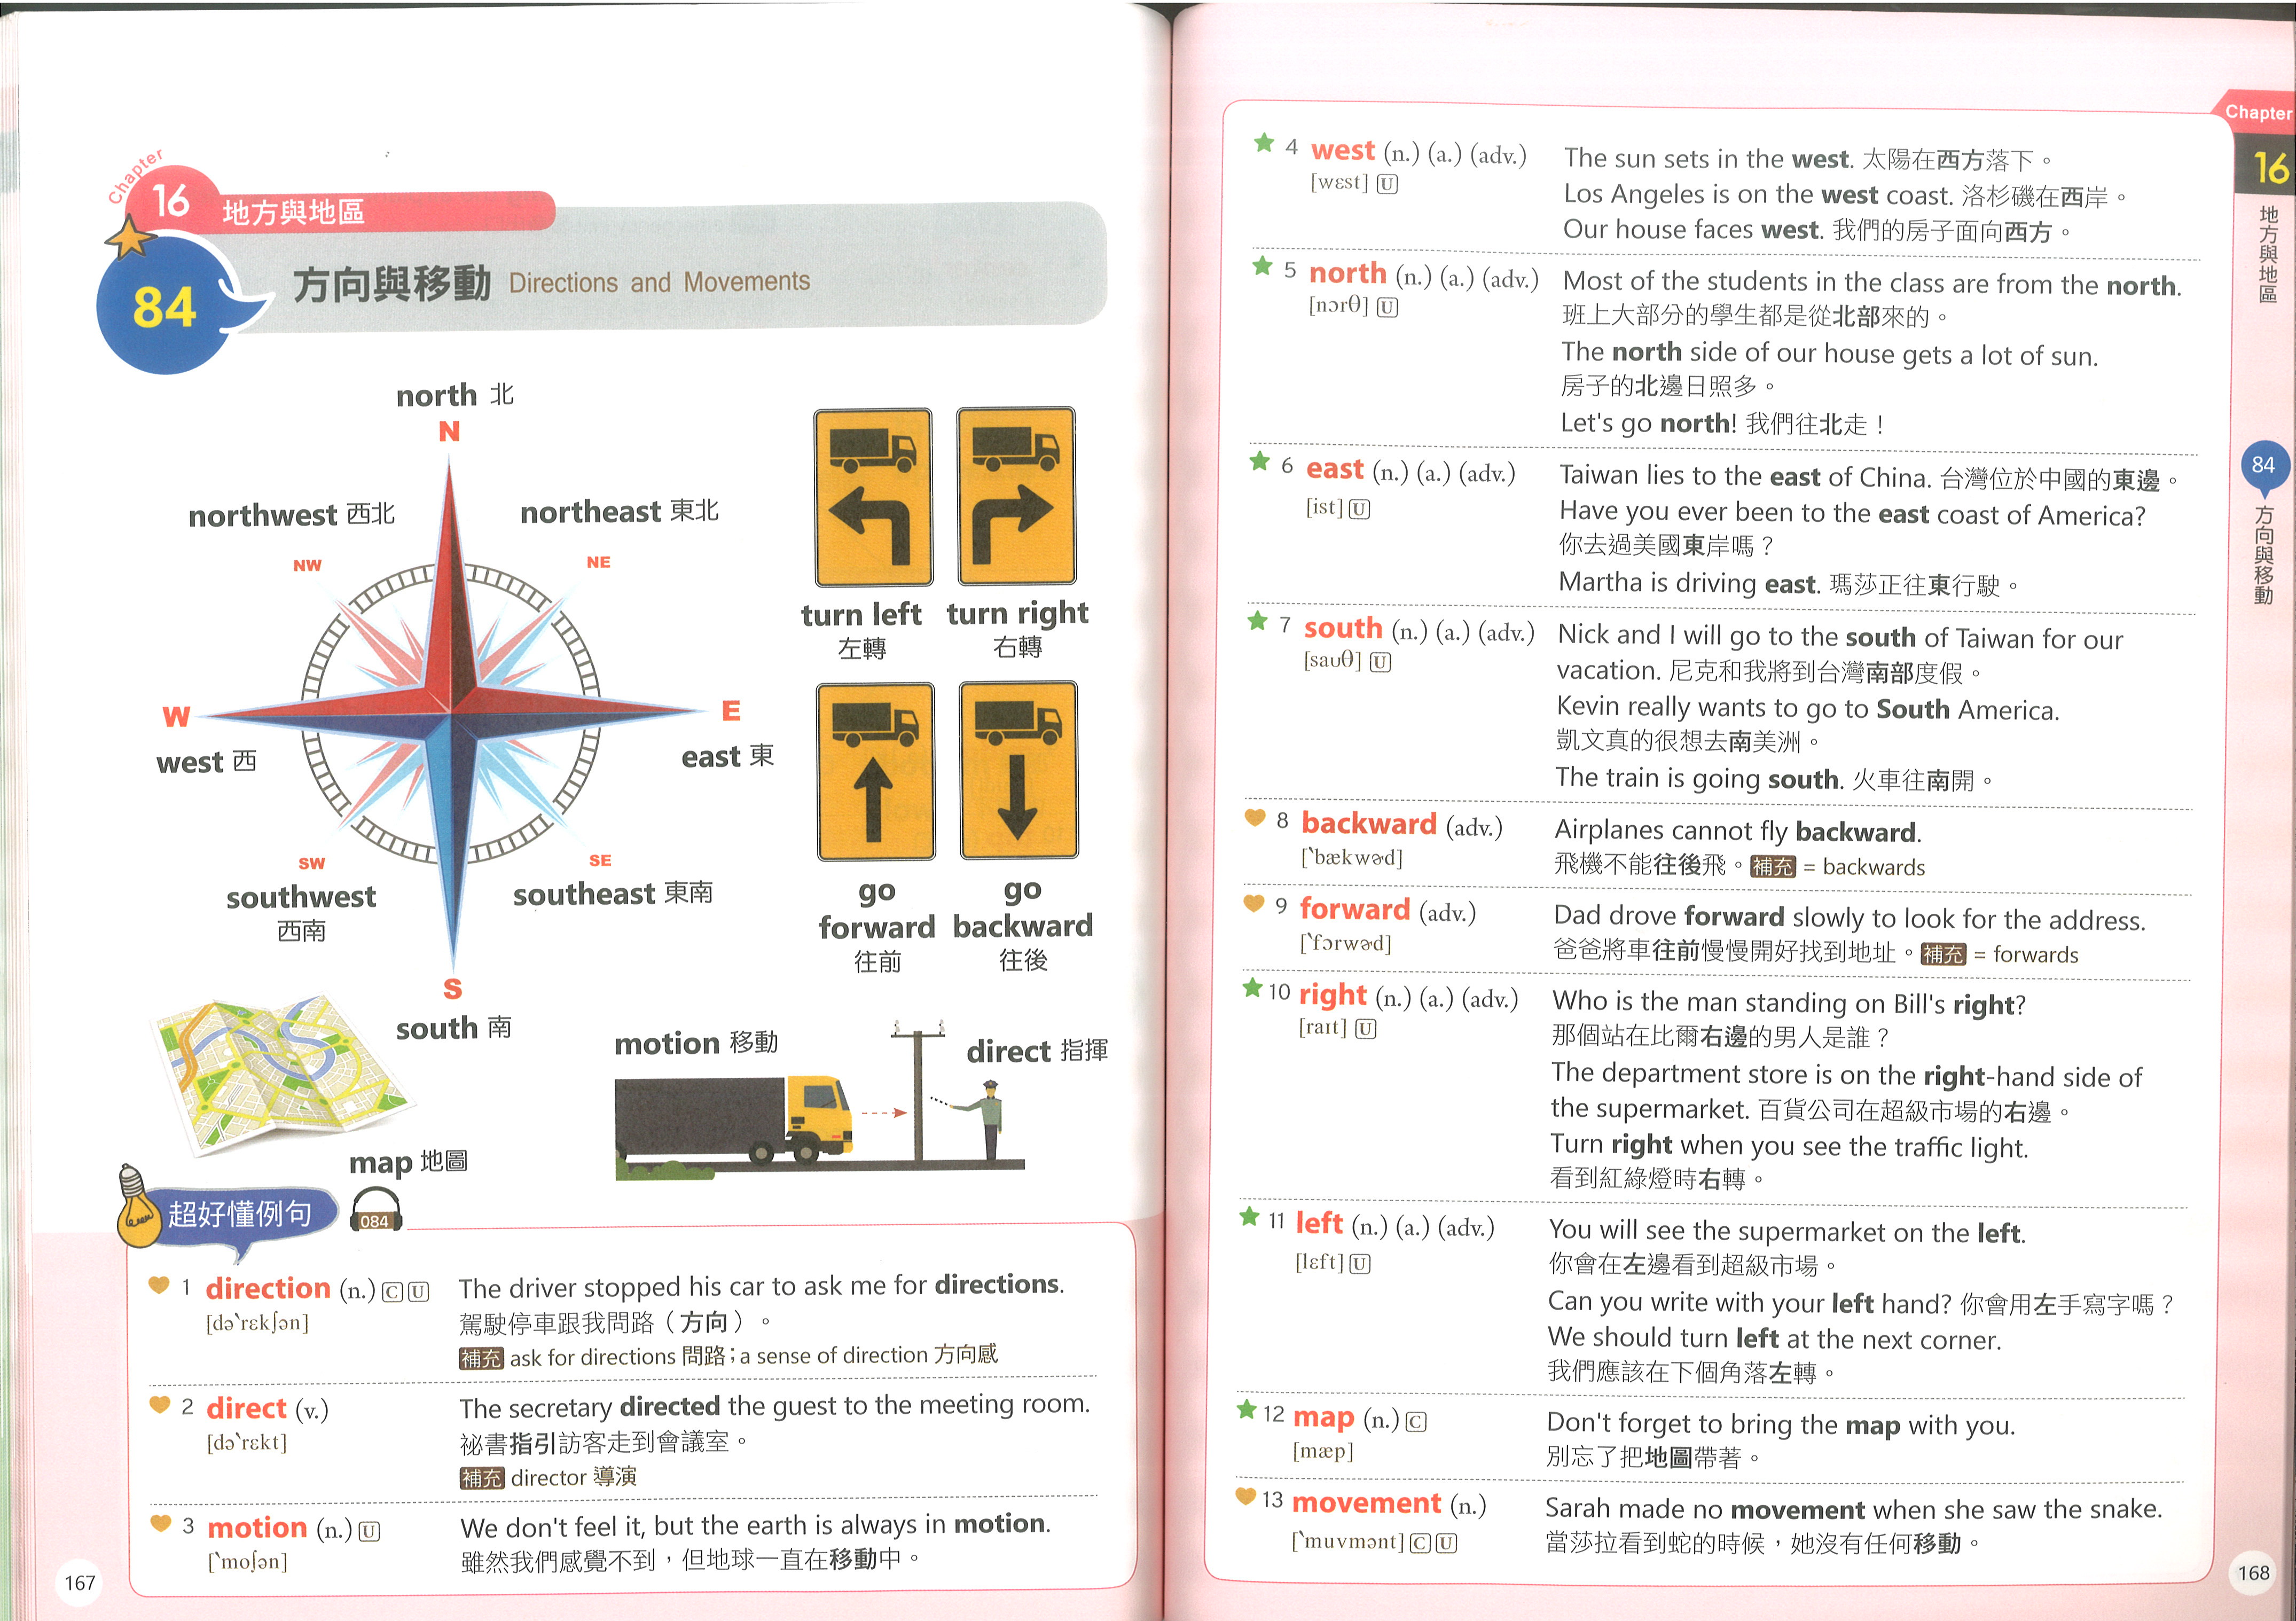 Chapter
16 地方與地區
84 方向與移動 Directions and Movements
north 北
N
northwest 西北
northeast 東北
NW
NE
W
E
west 西
east 東
SW
SE
southwest
西南
southeast 東南
S
south 南
turn left
左轉
turn right
右轉
go
forward
往前
go
backward
往後
map 地圖
motion 移動
direct 指揮
超好懂例句
084
1 direction (n.) C U
[dəˋrɛkʃən]
The driver stopped his car to ask me for directions.
駕駛停車跟我問路（方向）。
補充 ask for directions 問路；a sense of direction 方向感
2 direct (v.)
[dəˋrɛkt]
The secretary directed the guest to the meeting room.
祕書指引訪客走到會議室。
補充 director 導演
3 motion (n.) U
[ˋmoʃən]
We don't feel it, but the earth is always in motion.
雖然我們感覺不到，但地球一直在移動中。
167
4 west (n.) (a.) (adv.)
[wɛst] U
The sun sets in the west. 太陽在西方落下。
Los Angeles is on the west coast. 洛杉磯在西岸。
Our house faces west. 我們的房子面向西方。
5 north (n.) (a.) (adv.)
[nɔrθ] U
Most of the students in the class are from the north.
班上大部分的學生都是從北部來的。
The north side of our house gets a lot of sun.
房子的北邊日照多。
Let's go north! 我們往北走！
6 east (n.) (a.) (adv.)
[ist] U
Taiwan lies to the east of China. 台灣位於中國的東邊。
Have you ever been to the east coast of America?
你去過美國東岸嗎？
Martha is driving east. 瑪莎正往東行駛。
7 south (n.) (a.) (adv.)
[saʊθ] U
Nick and I will go to the south of Taiwan for our
vacation. 尼克和我將到台灣南部度假。
Kevin really wants to go to South America.
凱文真的很想去南美洲。
The train is going south. 火車往南開。
8 backward (adv.)
[ˋbækwɚd]
Airplanes cannot fly backward.
飛機不能往後飛。補充 = backwards
9 forward (adv.)
[ˋfɔrwɚd]
Dad drove forward slowly to look for the address.
爸爸將車往前慢慢開好找到地址。補充 = forwards
10 right (n.) (a.) (adv.)
[raɪt] U
Who is the man standing on Bill's right?
那個站在比爾右邊的男人是誰？
The department store is on the right-hand side of
the supermarket. 百貨公司在超級市場的右邊。
Turn right when you see the traffic light.
看到紅綠燈時右轉。
11 left (n.) (a.) (adv.)
[lɛft] U
You will see the supermarket on the left.
你會在左邊看到超級市場。
Can you write with your left hand? 你會用左手寫字嗎？
We should turn left at the next corner.
我們應該在下個角落左轉。
12 map (n.) C
[mæp]
Don't forget to bring the map with you.
別忘了把地圖帶著。
13 movement (n.)
[ˋmuvmənt] C U
Sarah made no movement when she saw the snake.
當莎拉看到蛇的時候，她沒有任何移動。
Chapter
16
地方與地區
84
方向與移動
168